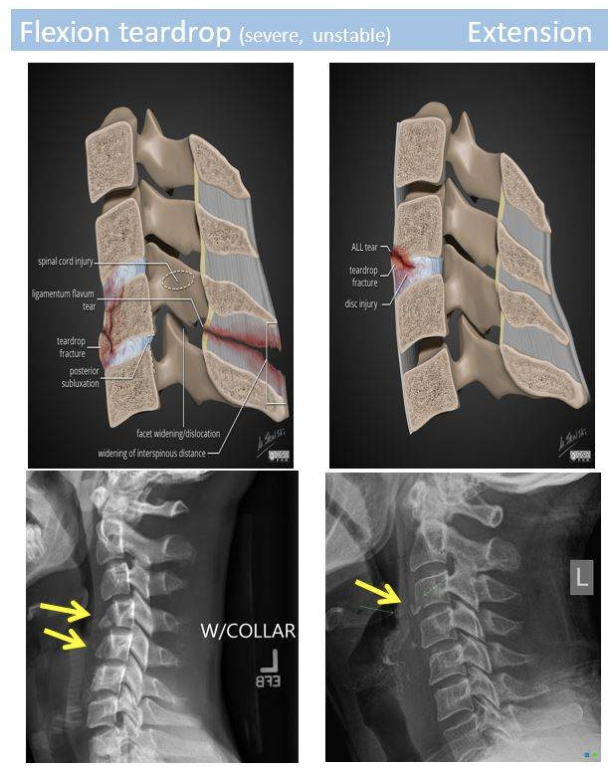 Flexion teardrop (severe, unstable)
Extension
spinal cord injury
ligamentum flavum
tear
teardrop
fracture
posterior
subluxation
facet widening/dislocation
widening of interspinous distance
ALL tear
teardrop
fracture
disc injury
W/COLLAR
L
EFB
L